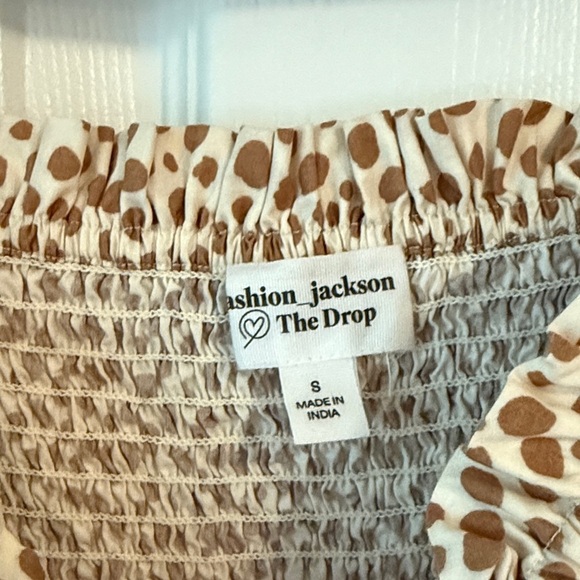 ashion_jackson
The Drop
S
MADE IN
INDIA